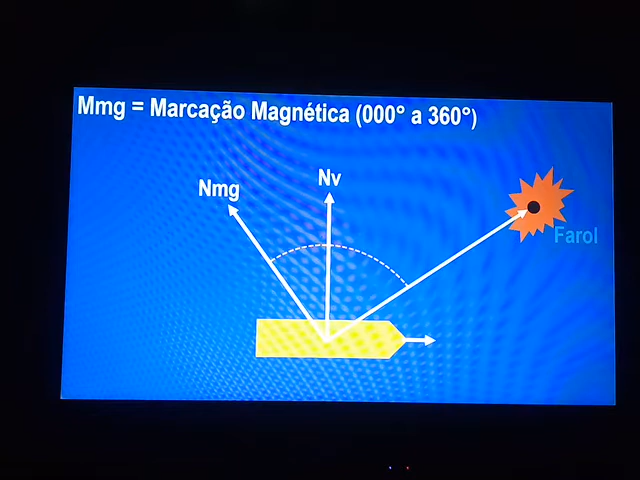 Mmg = Marcação Magnética (000° a 360°)
Nmg
Nv
Farol